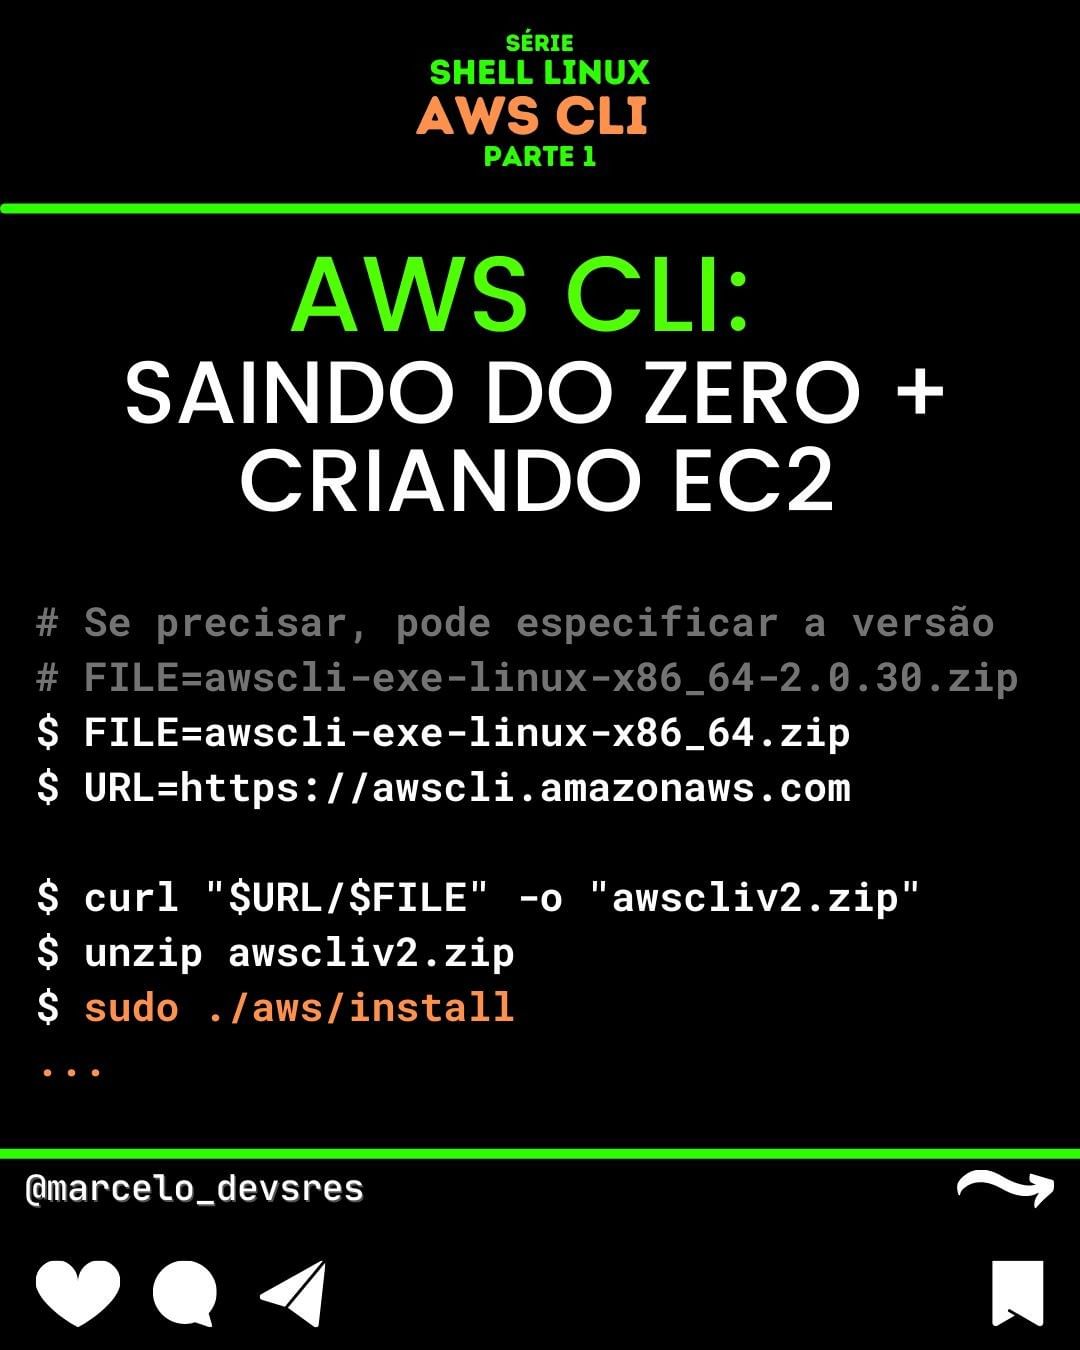 SÉRIE
SHELL LINUX
AWS CLI
PARTE 1
AWS CLI:
SAINDO DO ZERO +
CRIANDO EC2
# Se precisar, pode especificar a versão
# FILE=awscli-exe-linux-x86_64-2.0.30.zip
$ FILE=awscli-exe-linux-x86_64.zip
$ URL=https://awscli.amazonaws.com
$ curl "$URL/$FILE" -o "awscliv2.zip"
$ unzip awscliv2.zip
$ sudo ./aws/install
...
@marcelo_devsres